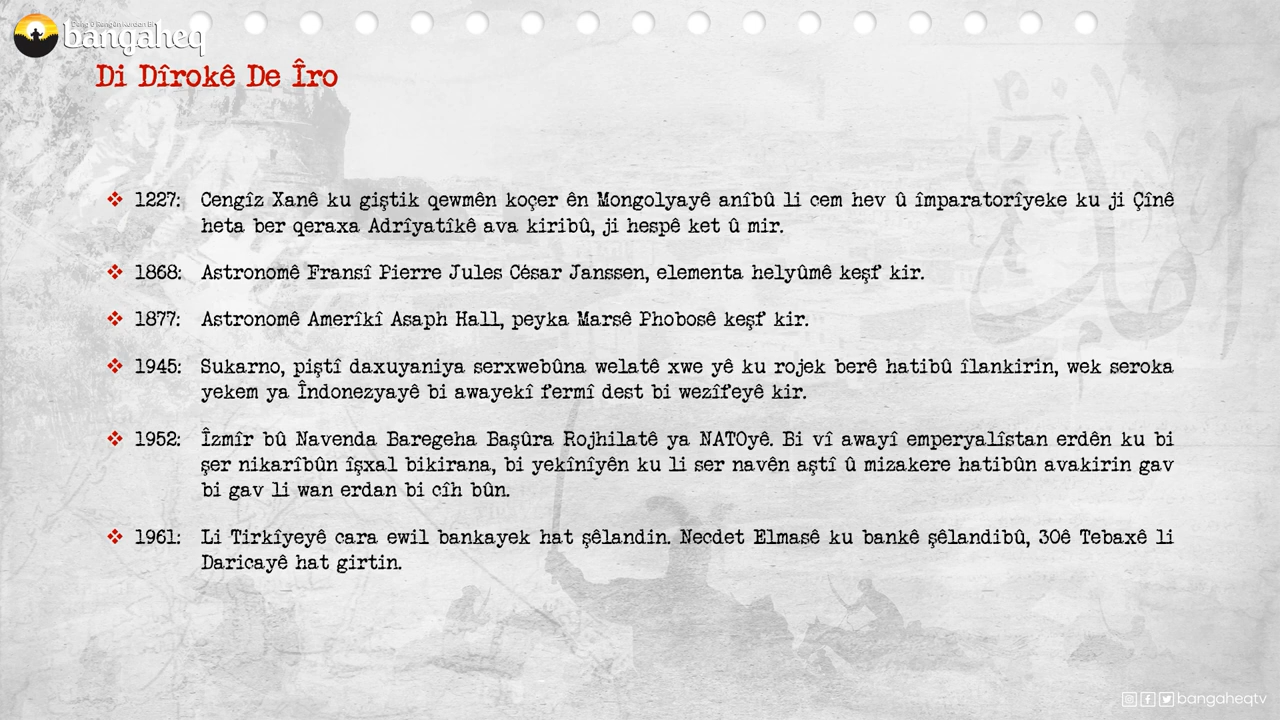 bangaheq
Di Dîrokê De Îro
❖ 1227: Cengîz Xanê ku giştik qewmên koçer ên Mongolyayê anîbû li cem hev û împaratorîyeke ku ji Çînê
heta ber qeraxa Adrîyatîkê ava kiribû, ji hespê ket û mir.
❖ 1868: Astronomê Fransî Pierre Jules César Janssen, elementa helyûmê keşf kir.
❖ 1877: Astronomê Amerîkî Asaph Hall, peyka Marsê Phobosê keşf kir.
❖ 1945: Sukarno, piştî daxuyaniya serxwebûna welatê xwe yê ku rojek berê hatibû îlankirin, wek seroka
yekem ya Îndonezyayê bi awayekî fermî dest bi wezîfeyê kir.
❖ 1952: Îzmîr bû Navenda Baregeha Başûra Rojhilatê ya NATOyê. Bi vî awayî emperyalîstan erdên ku bi
şer nikarîbûn îşxal bikirana, bi yekînîyên ku li ser navên aştî û mizakere hatibûn avakirin gav
bi gav li wan erdan bi cîh bûn.
❖ 1961: Li Tirkîyeyê cara ewil bankayek hat şêlandin. Necdet Elmasê ku bankê şêlandibû, 30ê Tebaxê li
Daricayê hat girtin.
bangaheqtv